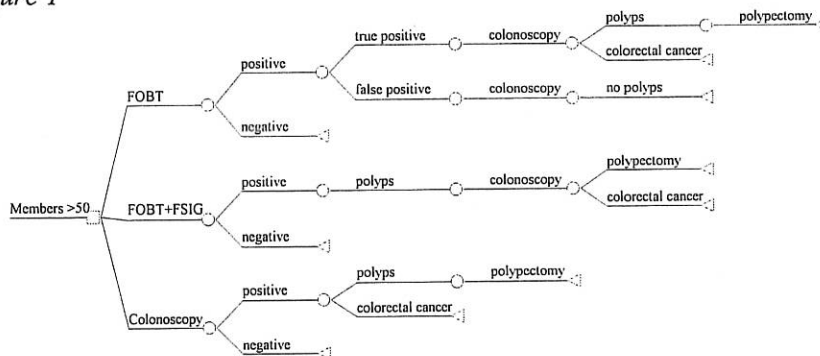 ure 1
polyps
polypectomy
true positive
colonoscopy
colorectal cancer
positive
false positive
colonoscopy
no polyps
FOBT
negative
polypectomy
positive
polyps
colonoscopy
colorectal cancer
Members >50
FOBT+FSIG
negative
polyps
polypectomy
positive
colorectal cancer
Colonoscopy
negative